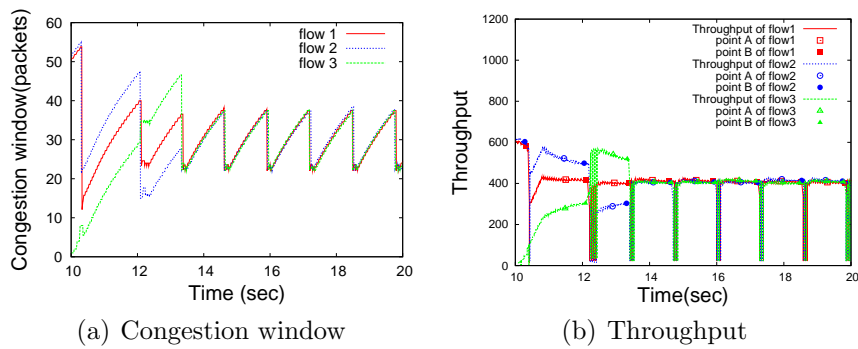 60
50
40
30
20
10
0
10 12 14 16 18 20
Congestion window(packets)
Time (sec)
flow 1
flow 2
flow 3
(a) Congestion window
1200
1000
800
600
400
200
0
10 12 14 16 18 20
Throughput
Time(sec)
Throughput of flow1
point A of flow1
point B of flow1
Throughput of flow2
point A of flow2
point B of flow2
Throughput of flow3
point A of flow3
point B of flow3
(b) Throughput